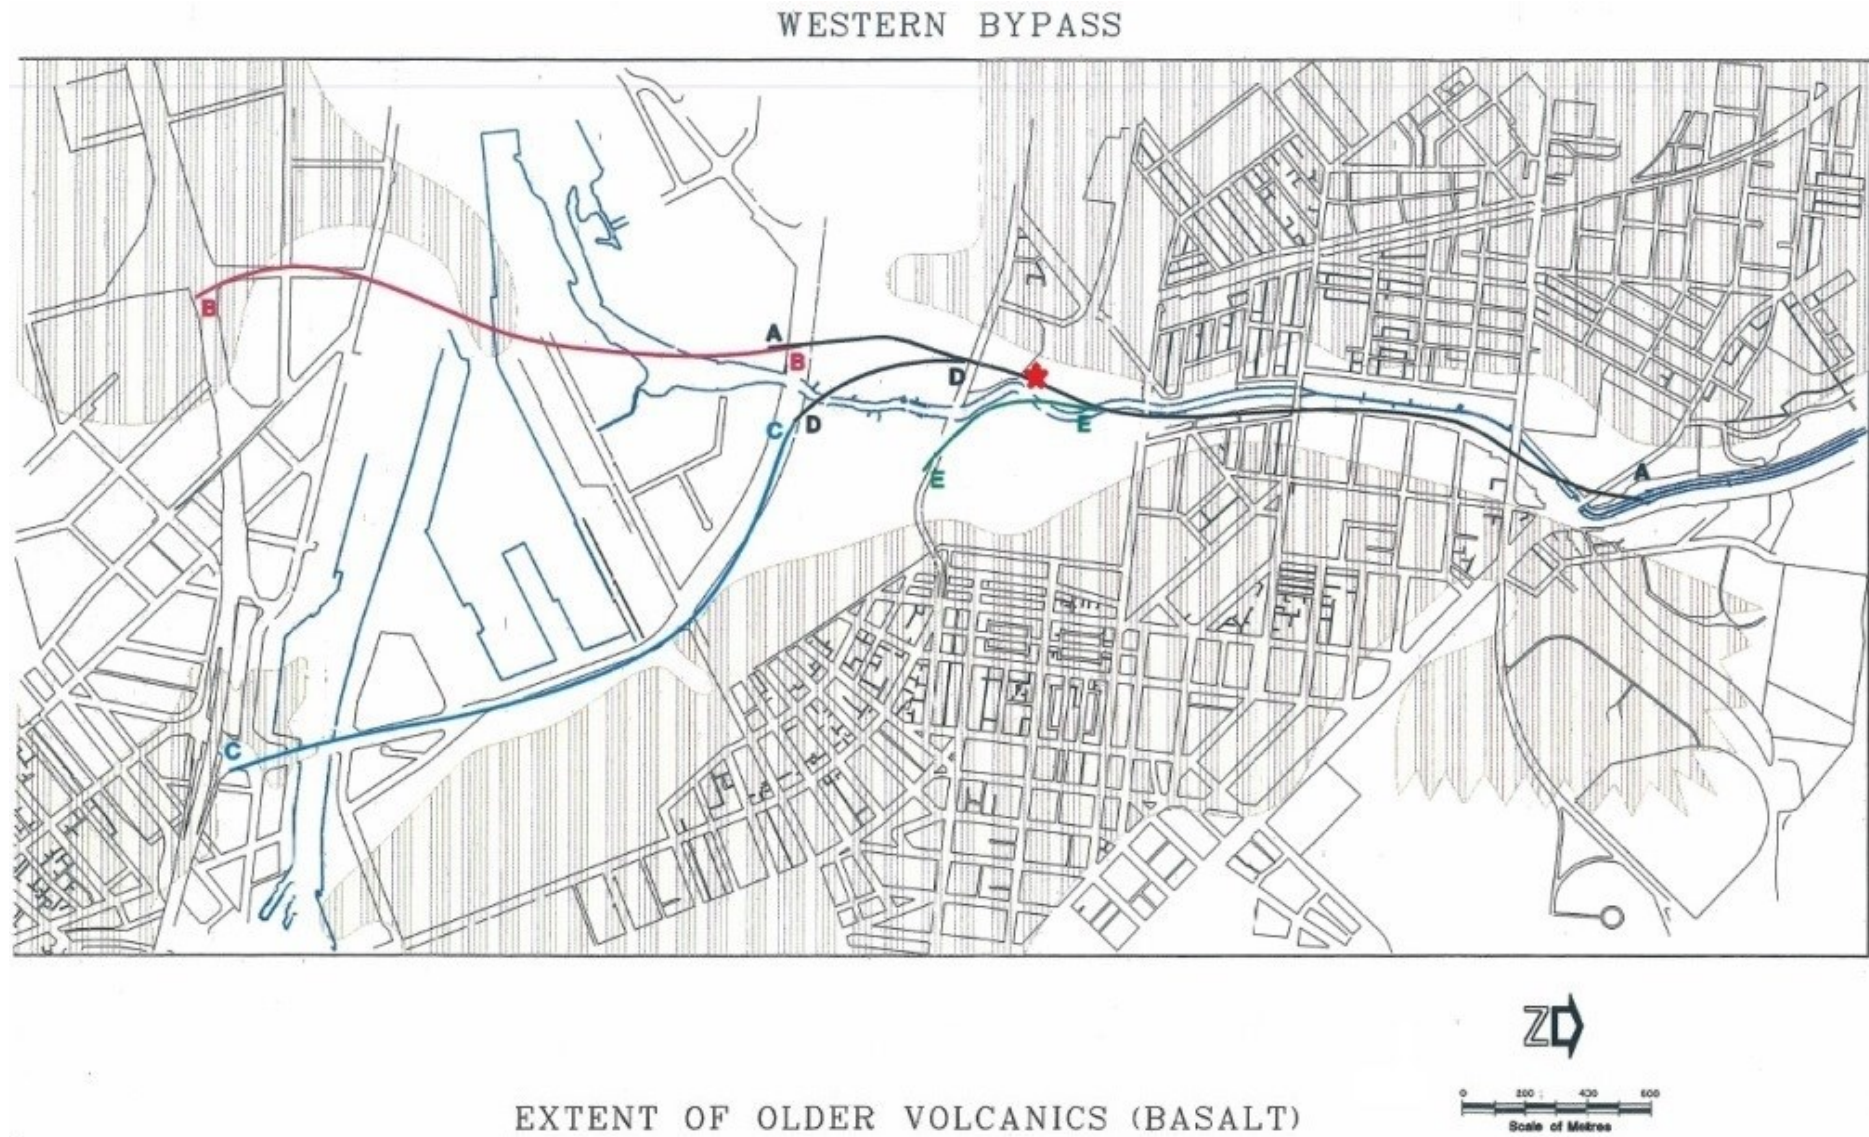 WESTERN BYPASS
B
A
B
D
C
D
E
E
A
C
Z
0 200 400 600
Scale of Metres
EXTENT OF OLDER VOLCANICS (BASALT)